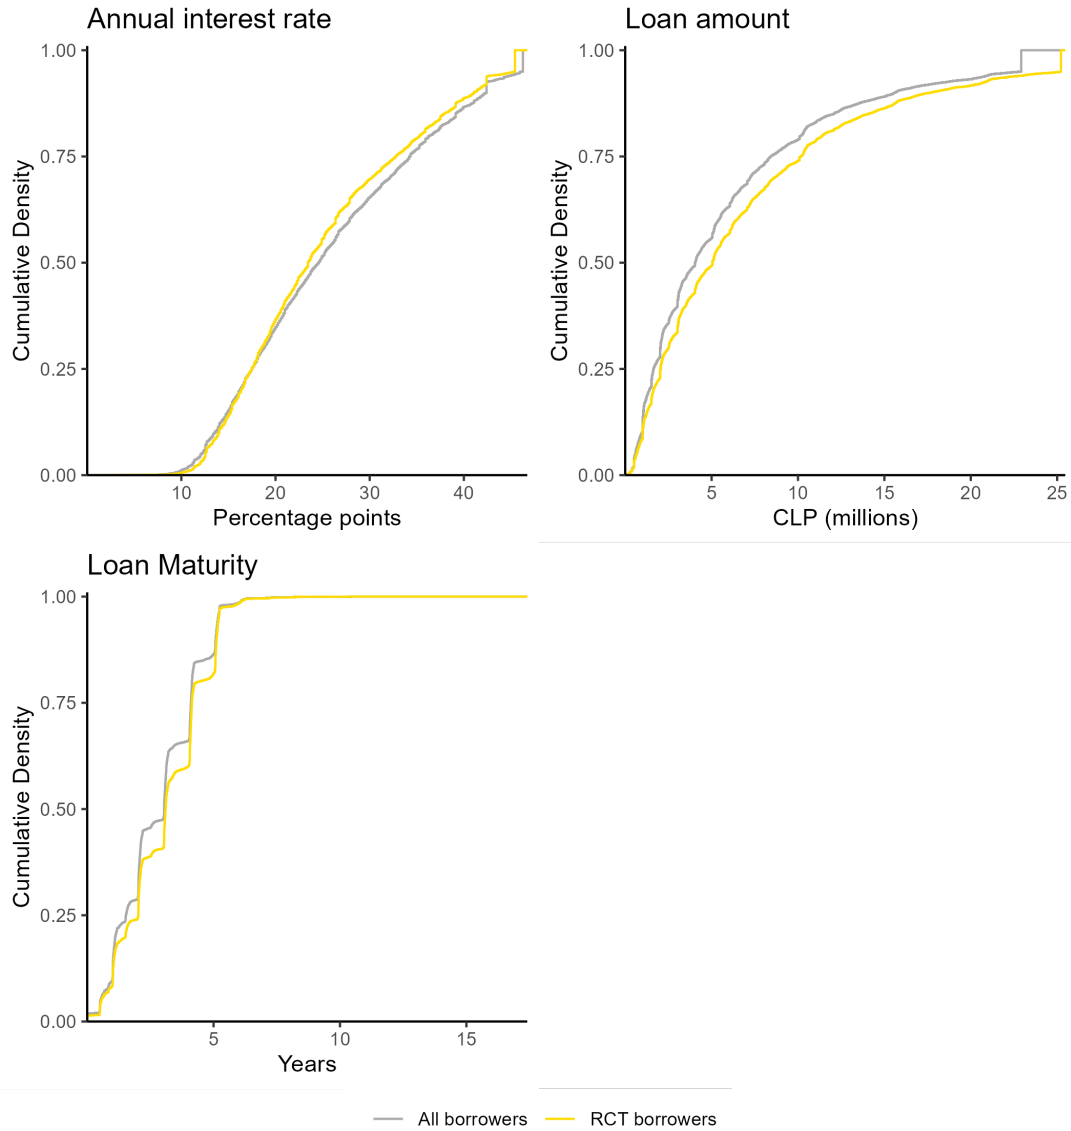 Annual interest rate
1.00
0.75
0.50
0.25
0.00
Cumulative Density
10 20 30 40
Percentage points
Loan amount
1.00
0.75
0.50
0.25
0.00
Cumulative Density
5 10 15 20 25
CLP (millions)
Loan Maturity
1.00
0.75
0.50
0.25
0.00
Cumulative Density
5 10 15
Years
All borrowers RCT borrowers